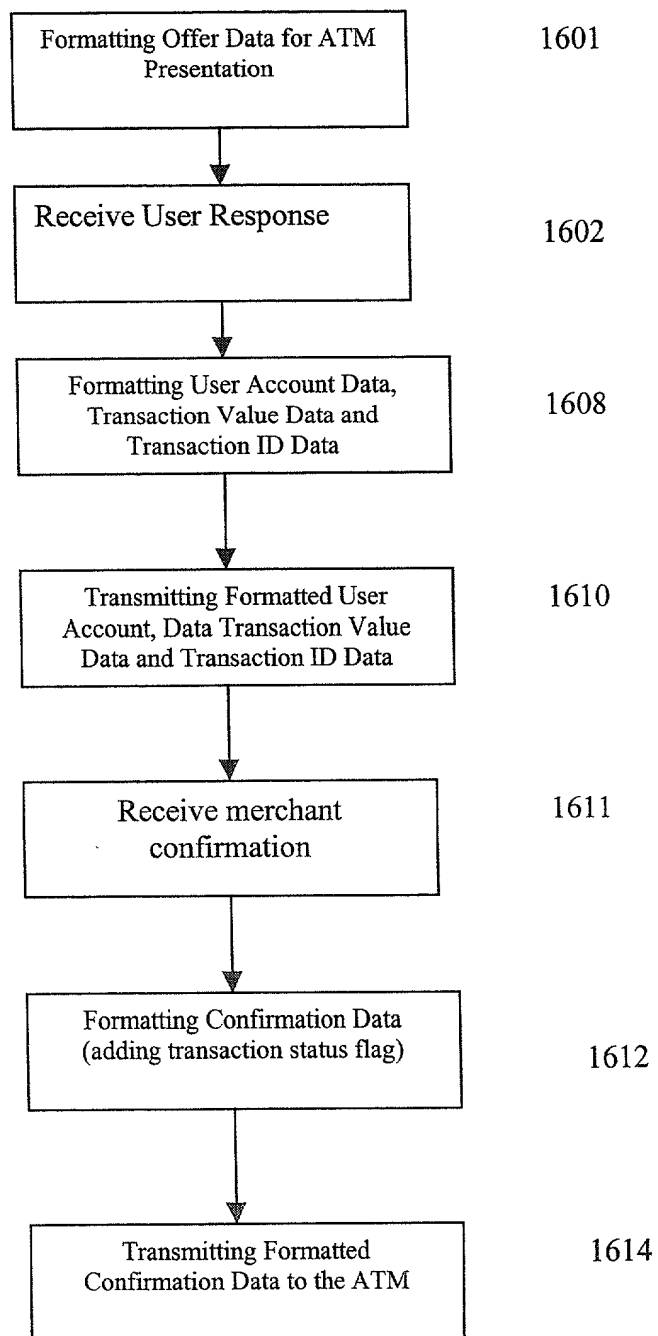 Formatting Offer Data for ATM
Presentation
1601
Receive User Response
1602
Formatting User Account Data,
Transaction Value Data and
Transaction ID Data
1608
Transmitting Formatted User
Account, Data Transaction Value
Data and Transaction ID Data
1610
Receive merchant
confirmation
1611
Formatting Confirmation Data
(adding transaction status flag)
1612
Transmitting Formatted
Confirmation Data to the ATM
1614